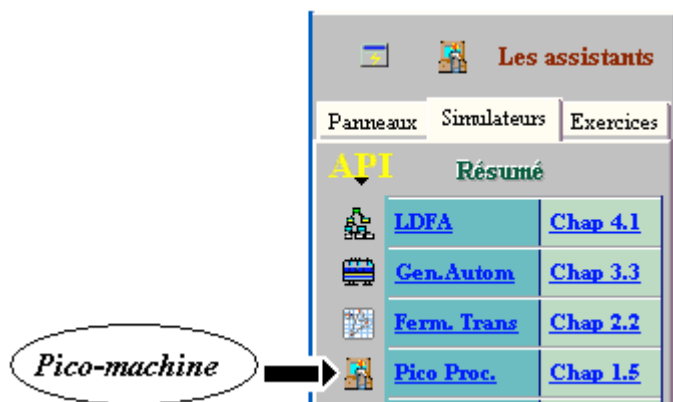 Les assistants
Panneaux Simulateurs Exercices
API Résumé
LDFA Chap 4.1
Gen.Autom Chap 3.3
Ferm. Trans Chap 2.2
Pico-machine Pico Proc. Chap 1.5